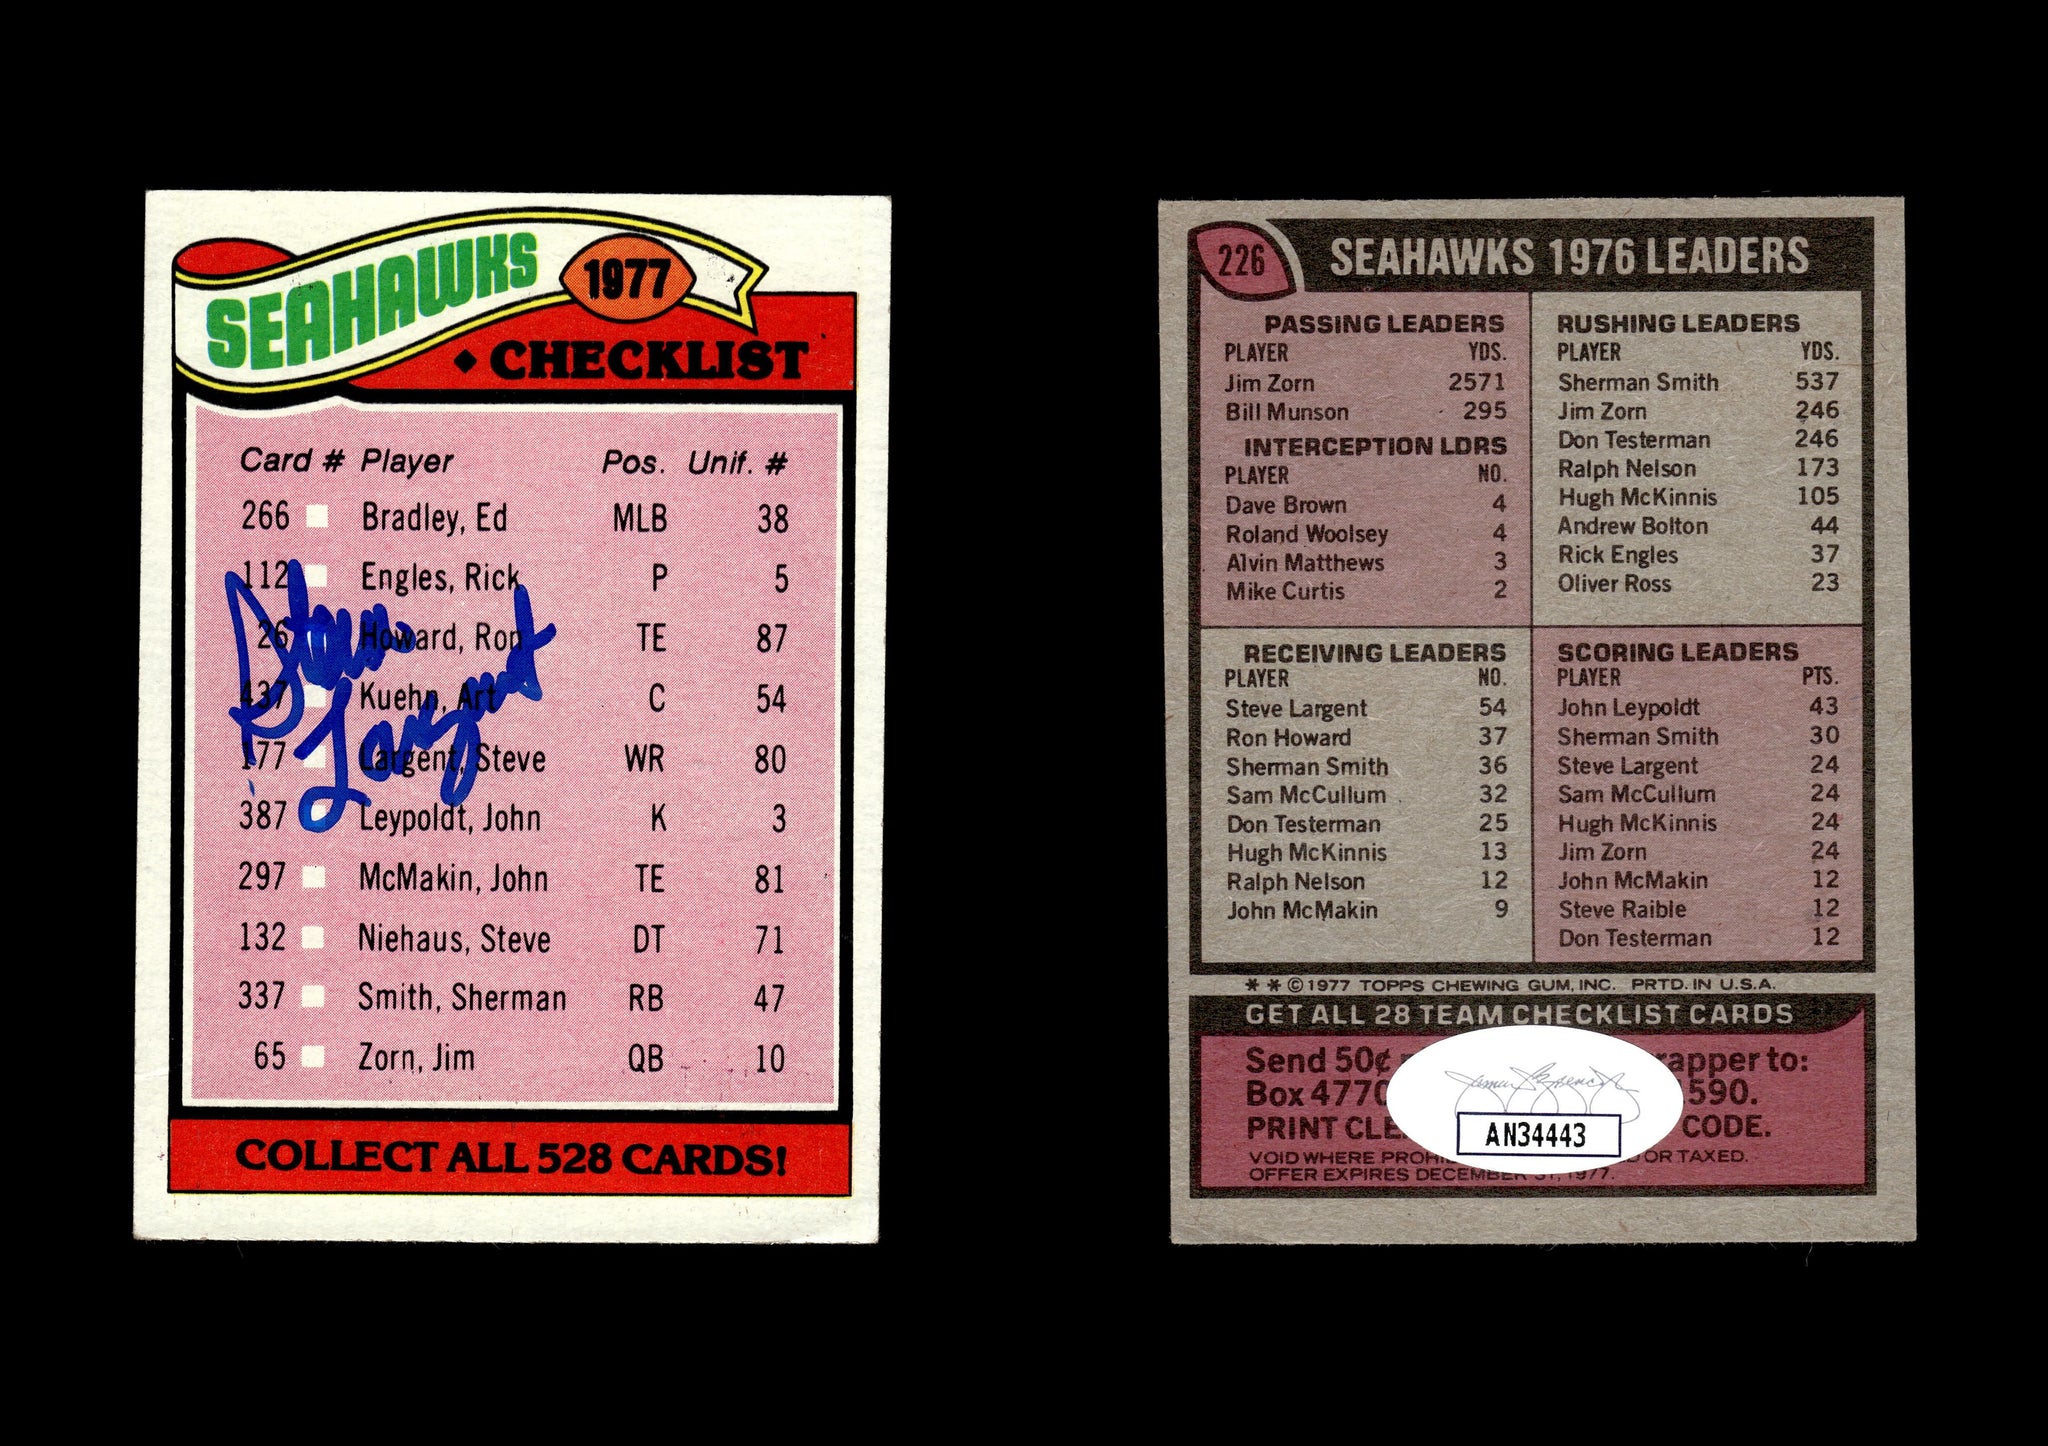 SEAHAWKS 1977
◆ CHECKLIST
Card # Player Pos. Unif. #
266 Bradley, Ed MLB 38
112 Engles, Rick P 5
26 Howard, Ron TE 87
437 Kuehn, Art C 54
177 Largent, Steve WR 80
387 Leypoldt, John K 3
297 McMakin, John TE 81
132 Niehaus, Steve DT 71
337 Smith, Sherman RB 47
65 Zorn, Jim QB 10
Steve
Largent
COLLECT ALL 528 CARDS!
226 SEAHAWKS 1976 LEADERS
PASSING LEADERS
PLAYER YDS.
Jim Zorn 2571
Bill Munson 295
INTERCEPTION LDRS
PLAYER NO.
Dave Brown 4
Roland Woolsey 4
Alvin Matthews 3
Mike Curtis 2
RUSHING LEADERS
PLAYER YDS.
Sherman Smith 537
Jim Zorn 246
Don Testerman 246
Ralph Nelson 173
Hugh McKinnis 105
Andrew Bolton 44
Rick Engles 37
Oliver Ross 23
RECEIVING LEADERS
PLAYER NO.
Steve Largent 54
Ron Howard 37
Sherman Smith 36
Sam McCullum 32
Don Testerman 25
Hugh McKinnis 13
Ralph Nelson 12
John McMakin 9
SCORING LEADERS
PLAYER PTS.
John Leypoldt 43
Sherman Smith 30
Steve Largent 24
Sam McCullum 24
Hugh McKinnis 24
Jim Zorn 24
John McMakin 12
Steve Raible 12
Don Testerman 12
* * © 1977 TOPPS CHEWING GUM, INC. PRTD. IN U.S.A.
GET ALL 28 TEAM CHECKLIST CARDS
Send 50¢ rapper to:
Box 4770 590.
PRINT CLE CODE.
VOID WHERE PROHI D OR TAXED.
OFFER EXPIRES DECEMBER 31, 1977.
James Spence
AN34443